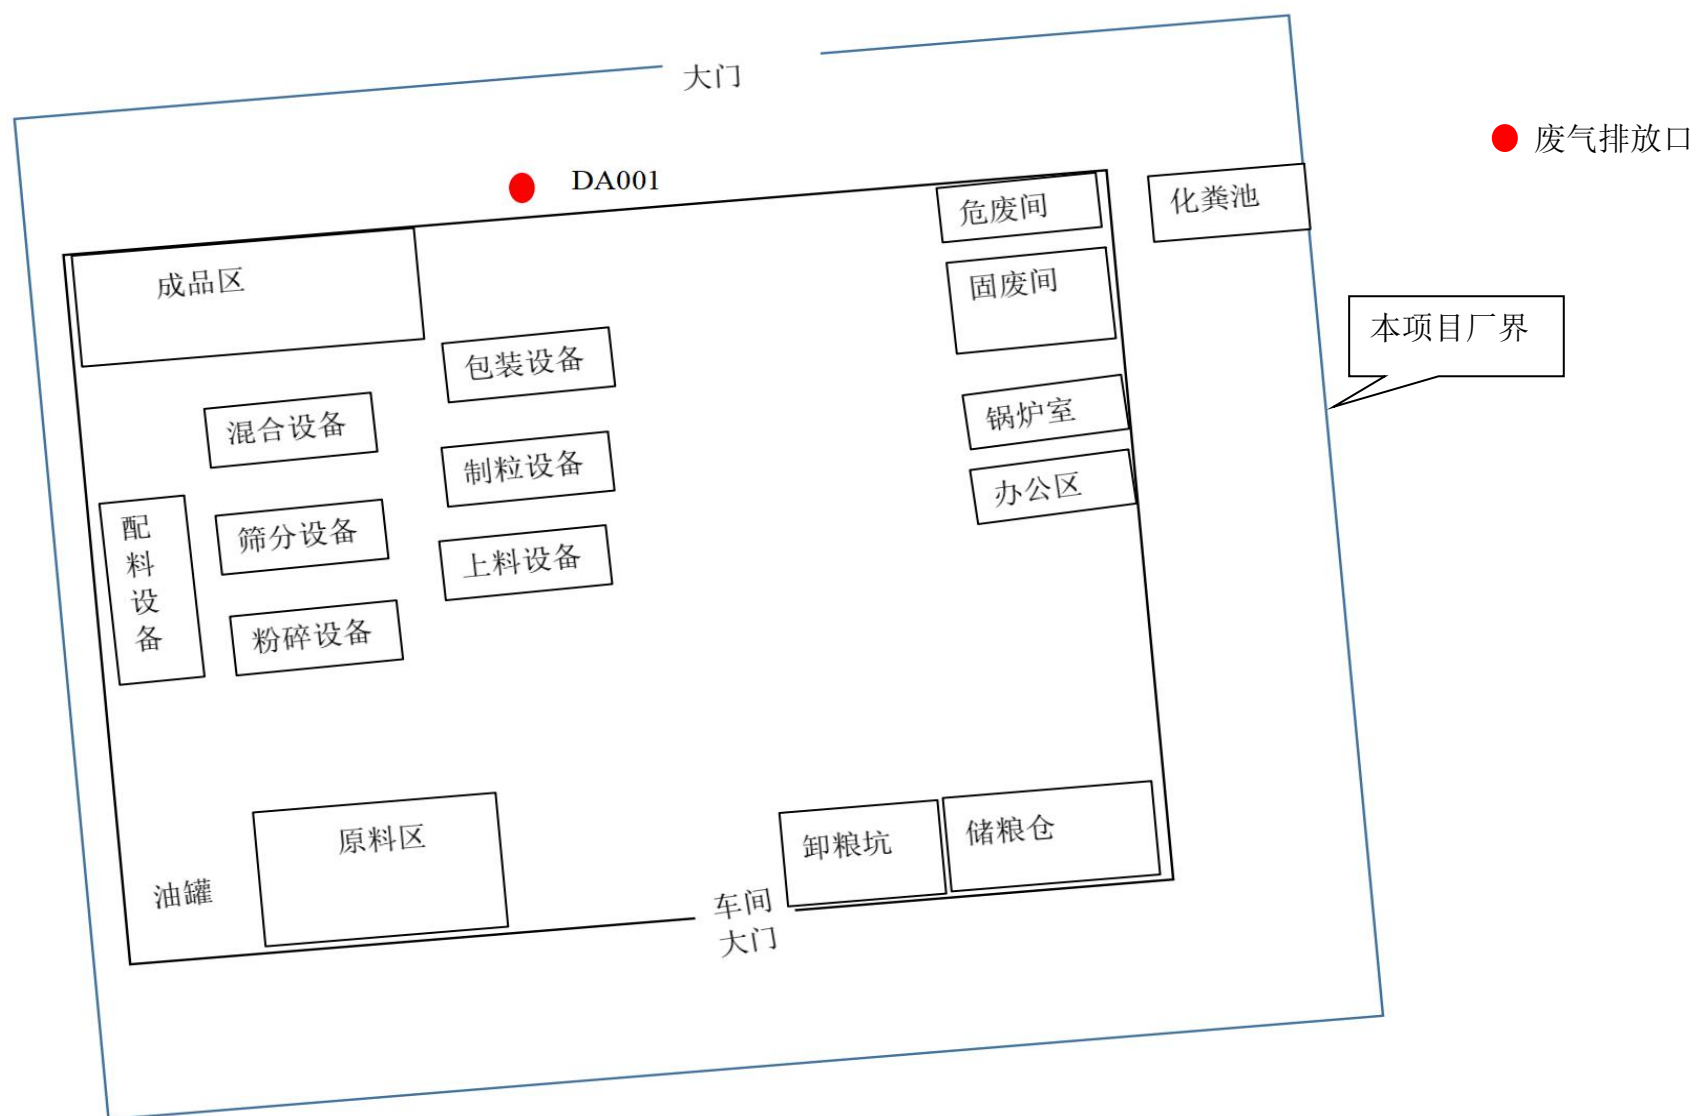 大门
废气排放口
DA001
危废间
化粪池
成品区
固废间
本项目厂界
包装设备
混合设备
锅炉室
制粒设备
办公区
配料设备
筛分设备
上料设备
粉碎设备
原料区
卸粮坑
储粮仓
油罐
车间
大门